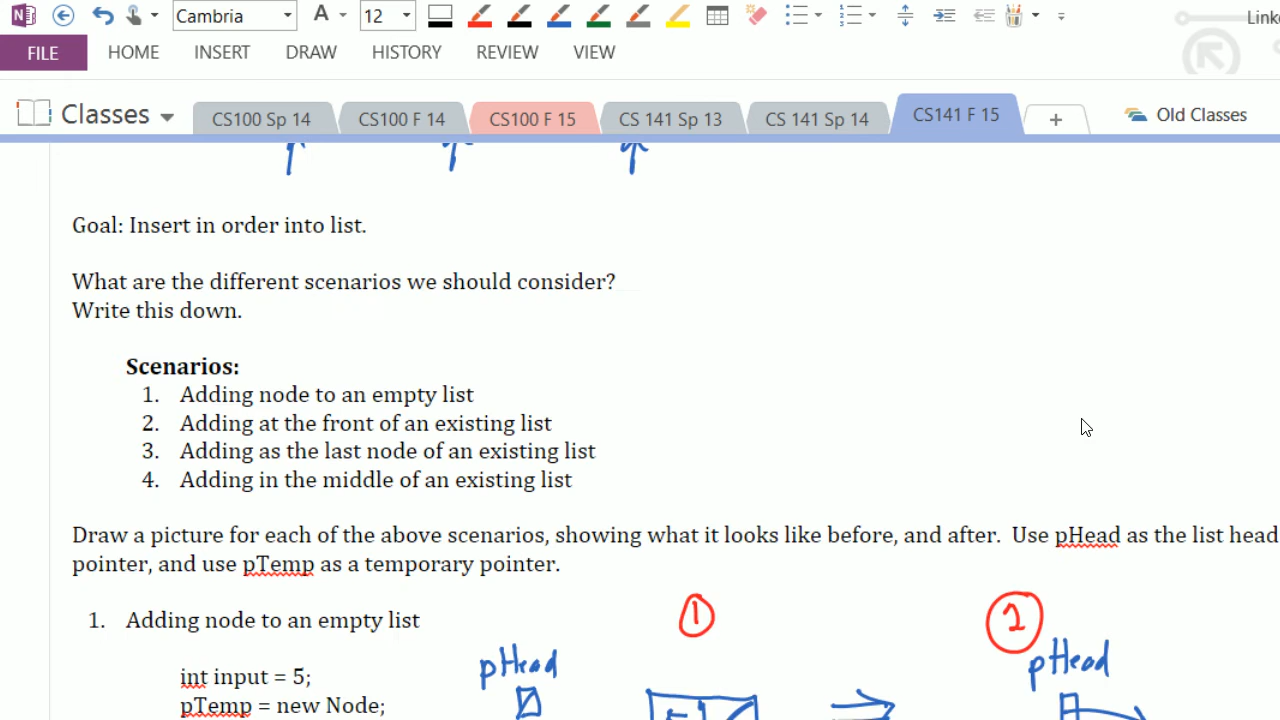 Cambria
A
12
Linke
FILE HOME INSERT DRAW HISTORY REVIEW VIEW
Classes CS100 Sp 14 CS100 F 14 CS100 F 15 CS 141 Sp 13 CS 141 Sp 14 CS141 F 15 + Old Classes
Goal: Insert in order into list.
What are the different scenarios we should consider?
Write this down.
Scenarios:
1. Adding node to an empty list
2. Adding at the front of an existing list
3. Adding as the last node of an existing list
4. Adding in the middle of an existing list
Draw a picture for each of the above scenarios, showing what it looks like before, and after. Use pHead as the list head
pointer, and use pTemp as a temporary pointer.
1. Adding node to an empty list
1
2
pHead
pHead
int input = 5;
pTemp = new Node;